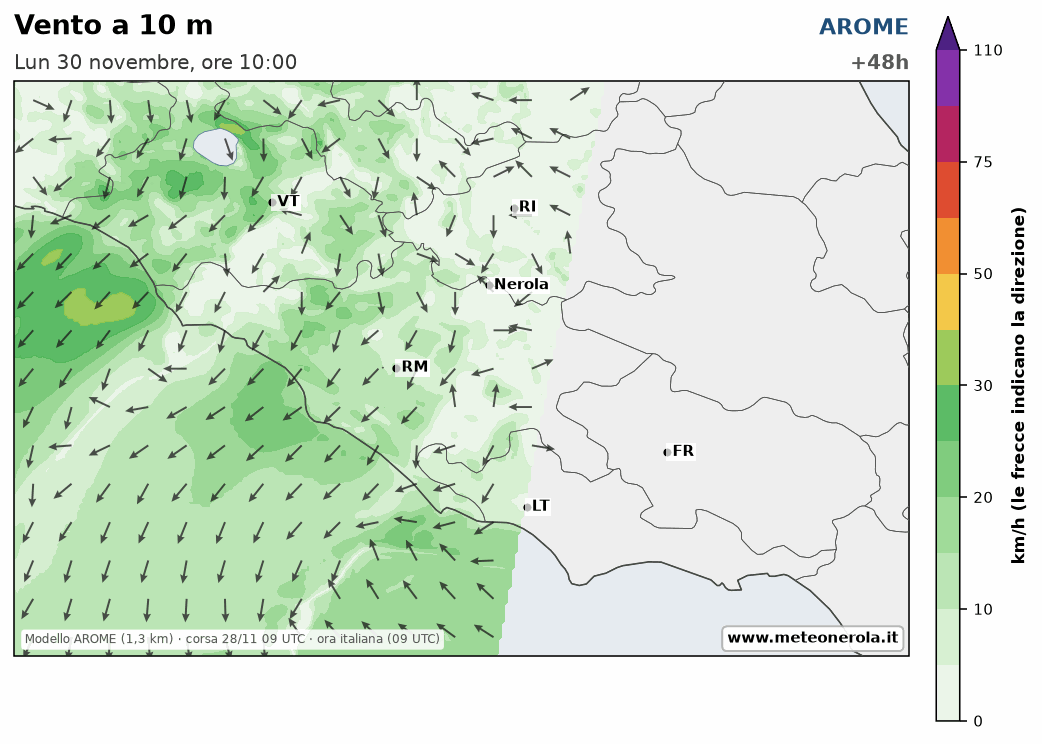 Vento a 10 m
AROME
Lun 30 novembre, ore 10:00
+48h
110
75
50
30
20
10
0
km/h (le frecce indicano la direzione)
VT
RI
Nerola
RM
FR
LT
Modello AROME (1,3 km) · corsa 28/11 09 UTC · ora italiana (09 UTC)
www.meteonerola.it